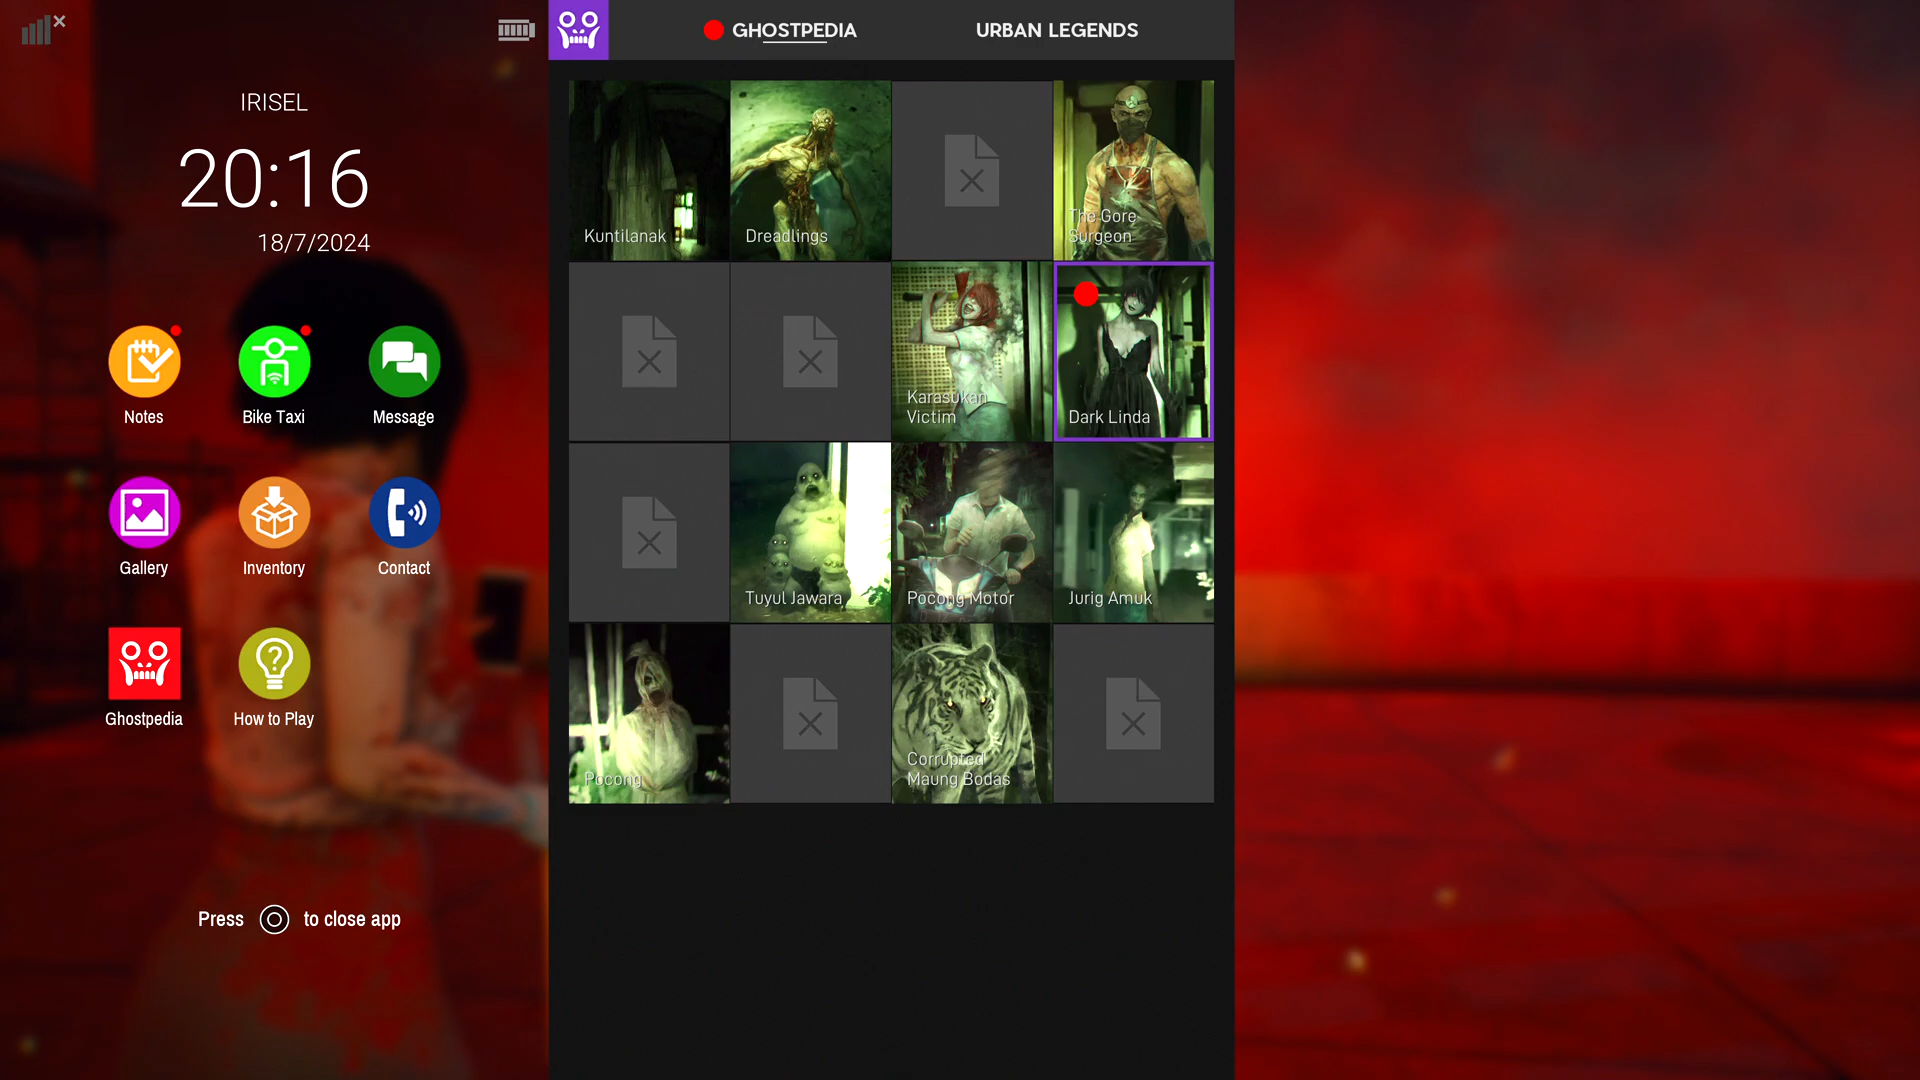 IRISEL
20:16
18/7/2024
Notes
Bike Taxi
Message
Gallery
Inventory
Contact
Ghostpedia
How to Play
Press
to close app
GHOSTPEDIA
URBAN LEGENDS
Kuntilanak
Dreadlings
The Gore
Surgeon
Karasukan
Victim
Dark Linda
Tuyul Jawara
Pocong Motor
Jurig Amuk
Pocong
Corrupted
Maung Bodas